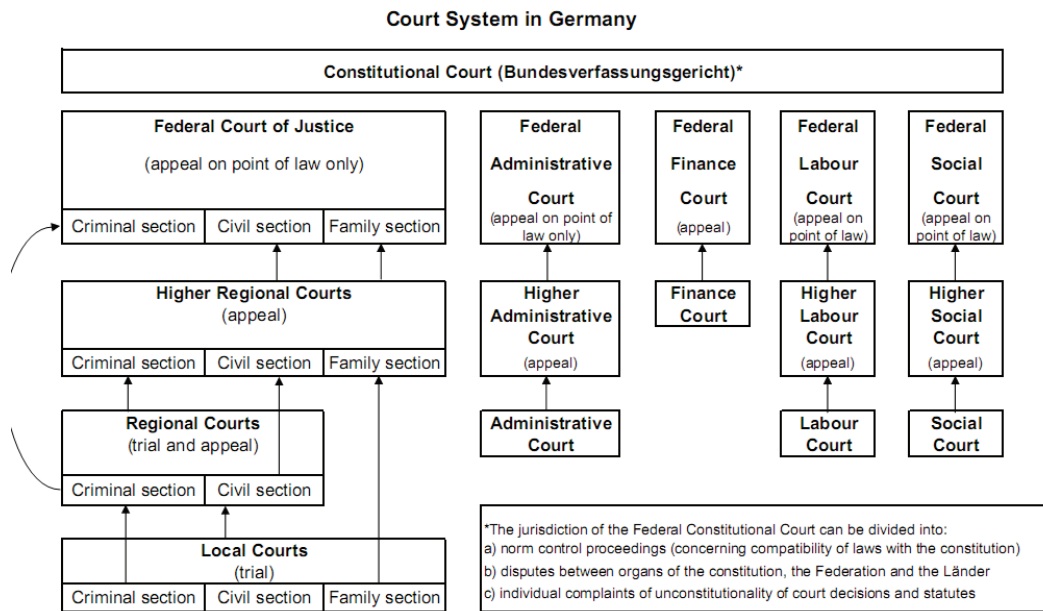 Court System in Germany
Constitutional Court (Bundesverfassungsgericht)*
Federal Court of Justice
(appeal on point of law only)
Criminal section
Civil section
Family section
Federal
Administrative
Court
(appeal on point of
law only)
Federal
Finance
Court
(appeal)
Federal
Labour
Court
(appeal on
point of law)
Federal
Social
Court
(appeal on
point of law)
Higher Regional Courts
(appeal)
Criminal section
Civil section
Family section
Higher
Administrative
Court
(appeal)
Finance
Court
Higher
Labour
Court
(appeal)
Higher
Social
Court
(appeal)
Regional Courts
(trial and appeal)
Criminal section
Civil section
Administrative
Court
Labour
Court
Social
Court
Local Courts
(trial)
Criminal section
Civil section
Family section
*The jurisdiction of the Federal Constitutional Court can be divided into:
a) norm control proceedings (concerning compatibility of laws with the constitution)
b) disputes between organs of the constitution, the Federation and the Länder
c) individual complaints of unconstitutionality of court decisions and statutes